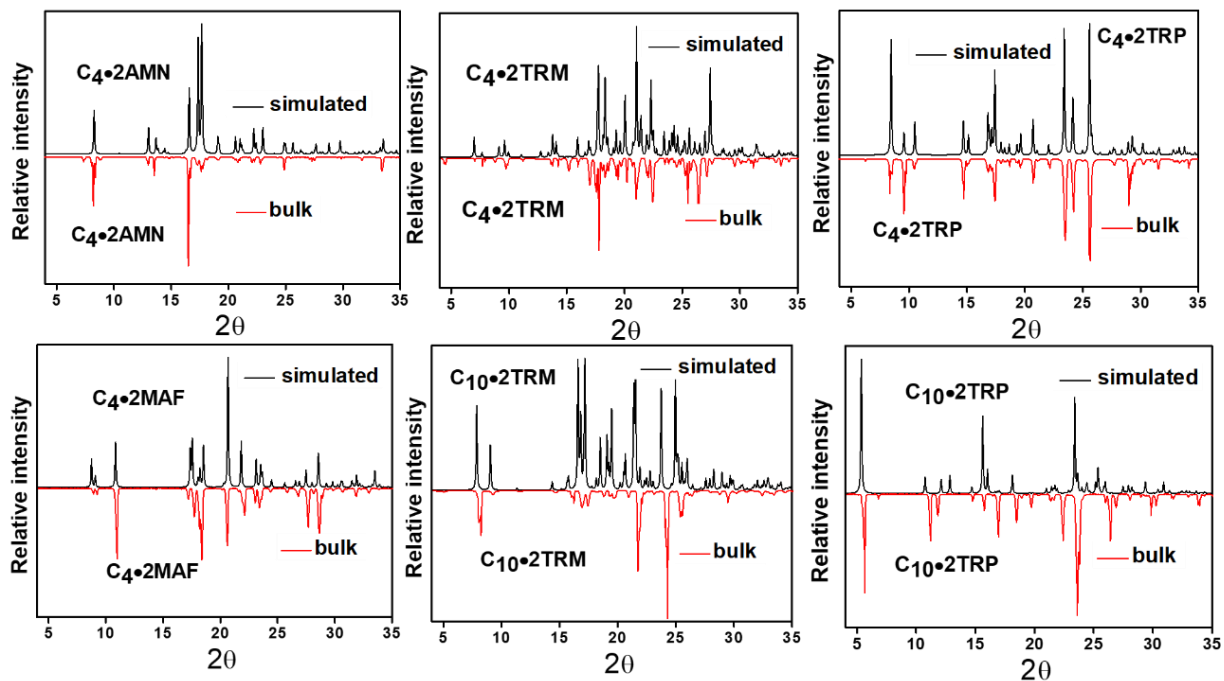 Relative intensity
C4•2AMN
simulated
bulk
C4•2AMN
5 10 15 20 25 30 35
2θ
Relative intensity
simulated
C4•2TRM
C4•2TRM
bulk
5 10 15 20 25 30 35
2θ
Relative intensity
C4•2TRP
simulated
C4•2TRP
bulk
5 10 15 20 25 30 35
2θ
Relative intensity
simulated
C4•2MAF
bulk
C4•2MAF
5 10 15 20 25 30 35
2θ
Relative intensity
simulated
C10•2TRM
C10•2TRM
bulk
5 10 15 20 25 30 35
2θ
Relative intensity
simulated
C10•2TRP
bulk
C10•2TRP
5 10 15 20 25 30 35
2θ